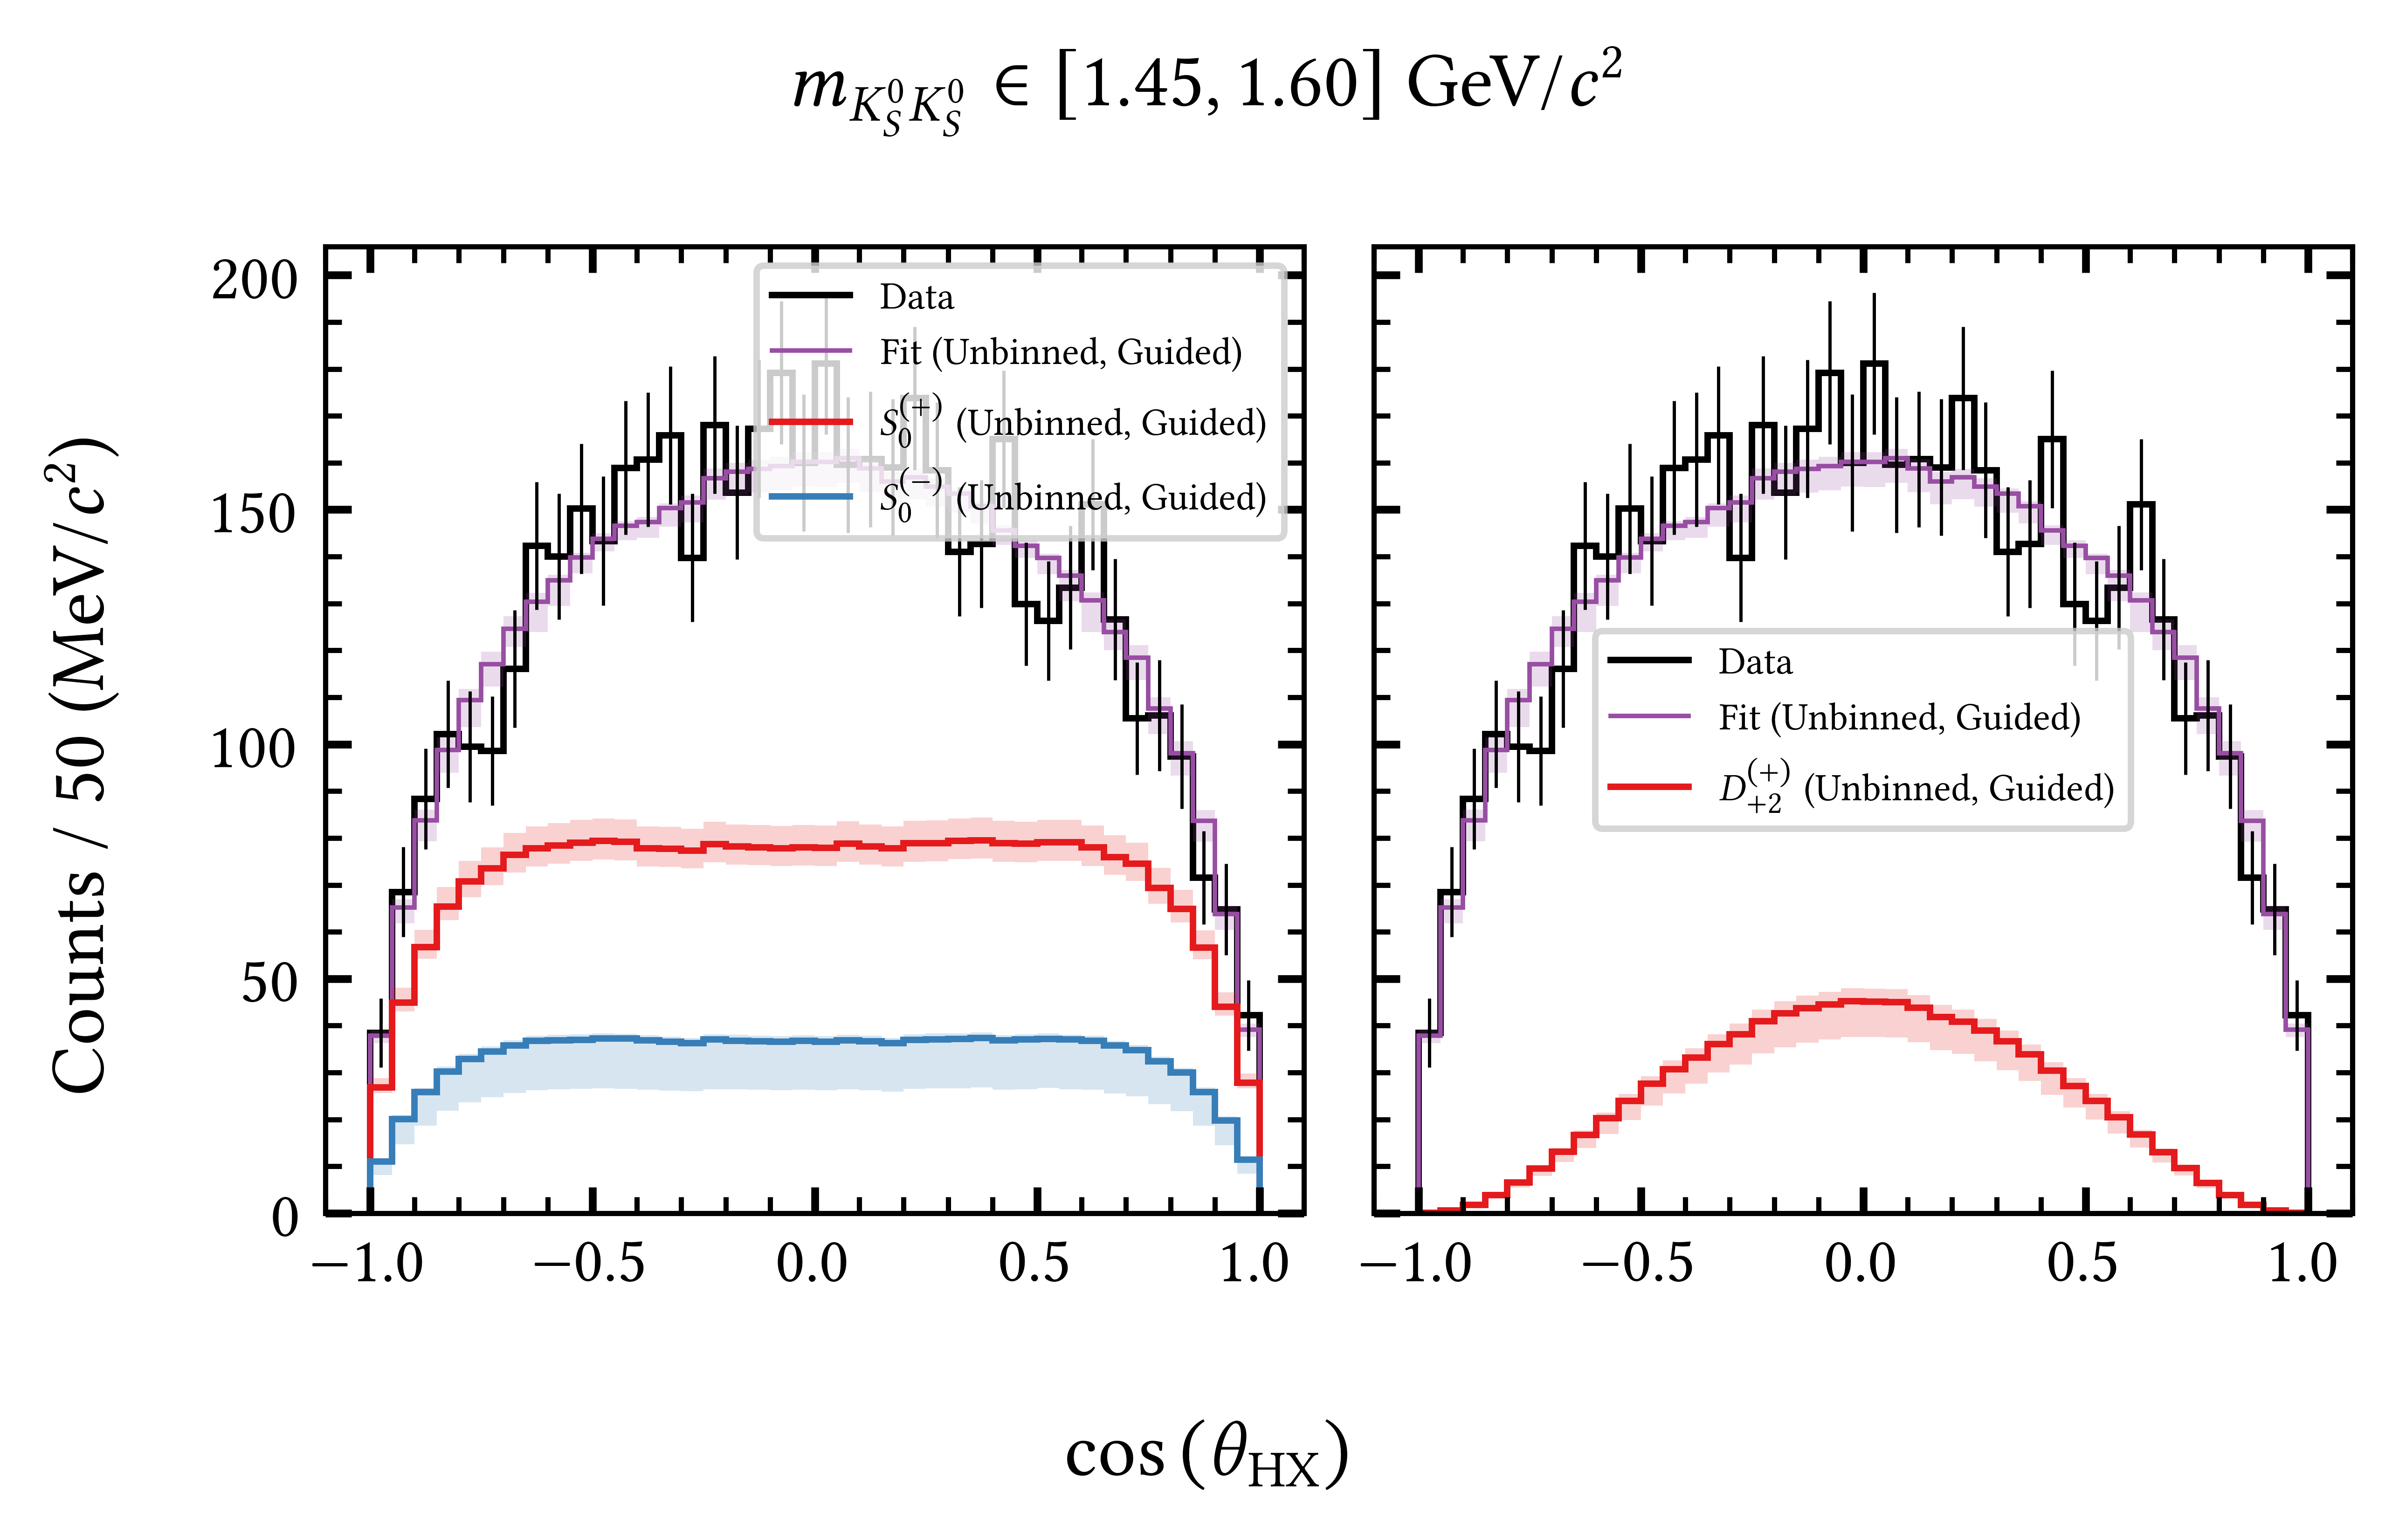 m_{K_S^0 K_S^0} ∈ [1.45, 1.60] GeV/c²
Counts / 50 (MeV/c²)
200
150
100
50
0
Data
Fit (Unbinned, Guided)
S_0^{(+)} (Unbinned, Guided)
S_0^{(−)} (Unbinned, Guided)
−1.0 −0.5 0.0 0.5 1.0
Data
Fit (Unbinned, Guided)
D_{+2}^{(+)} (Unbinned, Guided)
−1.0 −0.5 0.0 0.5 1.0
cos (θ_{HX})